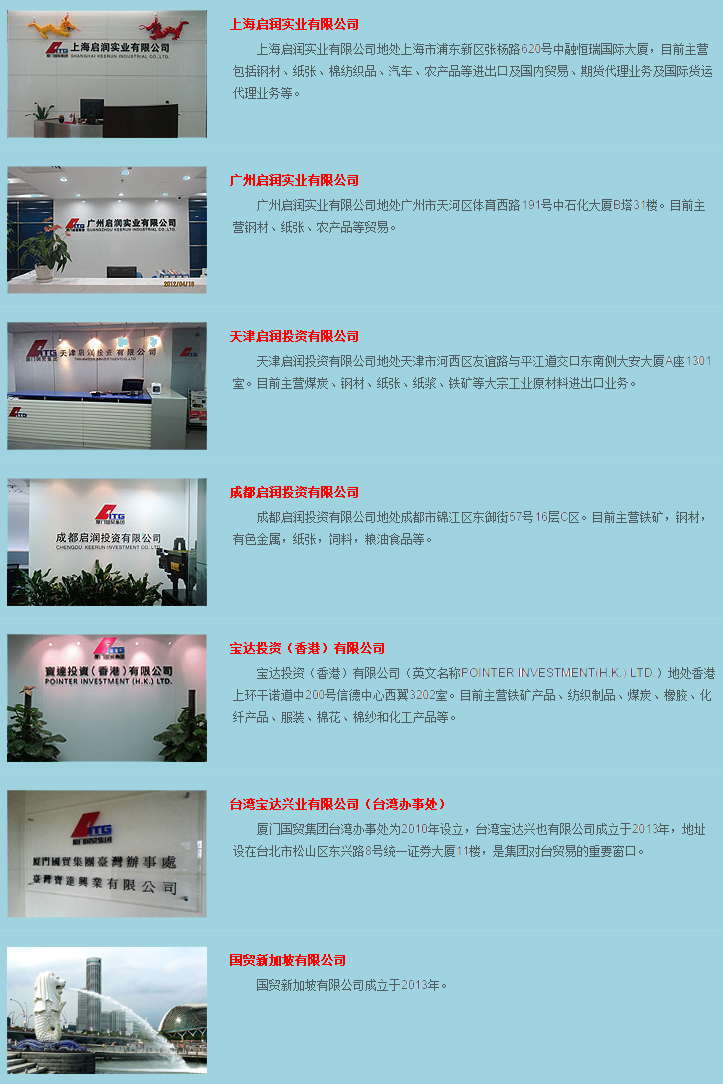 上海启润实业有限公司
ITG 上海启润实业有限公司
厦门国贸集团 SHANGHAI KEERUN INDUSTRIAL CO.,LTD.
上海启润实业有限公司地处上海市浦东新区张杨路620号中融恒瑞国际大厦，目前主营
包括钢材、纸张、棉纺织品、汽车、农产品等进出口及国内贸易、期货代理业务及国际货运
代理业务等。
广州启润实业有限公司
ITG 广州启润实业有限公司
GUANGZHOU KEERUN INDUSTRIAL CO.,LTD.
2012/04/18
广州启润实业有限公司地处广州市天河区体育西路191号中石化大厦B塔31楼。目前主
营钢材、纸张、农产品等贸易。
天津启润投资有限公司
ITG 天津启润投资有限公司
厦门国贸集团
ITG
天津启润投资有限公司地处天津市河西区友谊路与平江道交口东南侧大安大厦A座1301
室。目前主营煤炭、钢材、纸张、纸浆、铁矿等大宗工业原材料进出口业务。
成都启润投资有限公司
ITG
厦门国贸集团
成都启润投资有限公司
CHENGDU KEERUN INVESTMENT CO.,LTD.
成都启润投资有限公司地处成都市锦江区东御街57号16层C区。目前主营铁矿，钢材，
有色金属，纸张，饲料，粮油食品等。
宝达投资（香港）有限公司
ITG
寶達投資（香港）有限公司
POINTER INVESTMENT (H.K.) LTD.
宝达投资（香港）有限公司（英文名称POINTER INVESTMENT(H.K.) LTD.）地处香港
上环干诺道中200号信德中心西翼3202室。目前主营铁矿产品、纺织制品、煤炭、橡胶、化
纤产品、服装、棉花、棉纱和化工产品等。
台湾宝达兴业有限公司（台湾办事处）
ITG
厦门国贸集团
廈門國貿集團臺灣辦事處
臺灣寶達興業有限公司
厦门国贸集团台湾办事处为2010年设立，台湾宝达兴也有限公司成立于2013年，地址
设在台北市松山区东兴路8号统一证券大厦11楼，是集团对台贸易的重要窗口。
国贸新加坡有限公司
国贸新加坡有限公司成立于2013年。